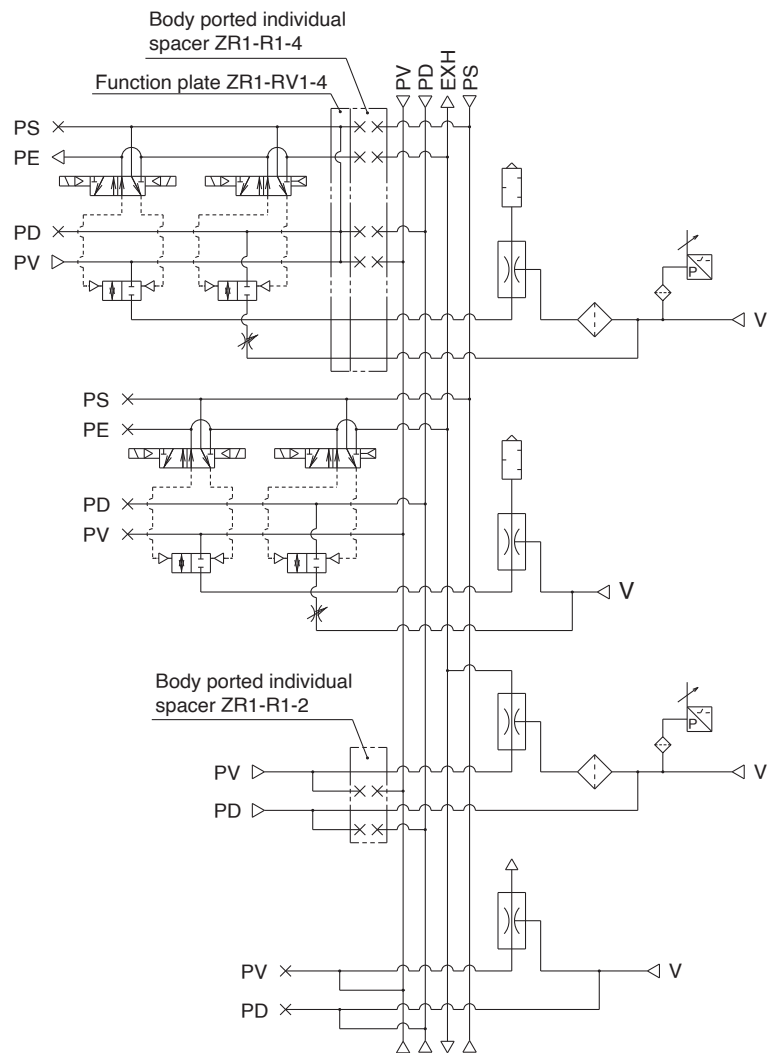 Body ported individual
spacer ZR1-R1-4
Function plate ZR1-RV1-4
PV
PD
EXH
PS
PS
PE
PD
PV
P
V
PS
PE
PD
PV
V
Body ported individual
spacer ZR1-R1-2
P
PV
V
PD
PV
V
PD